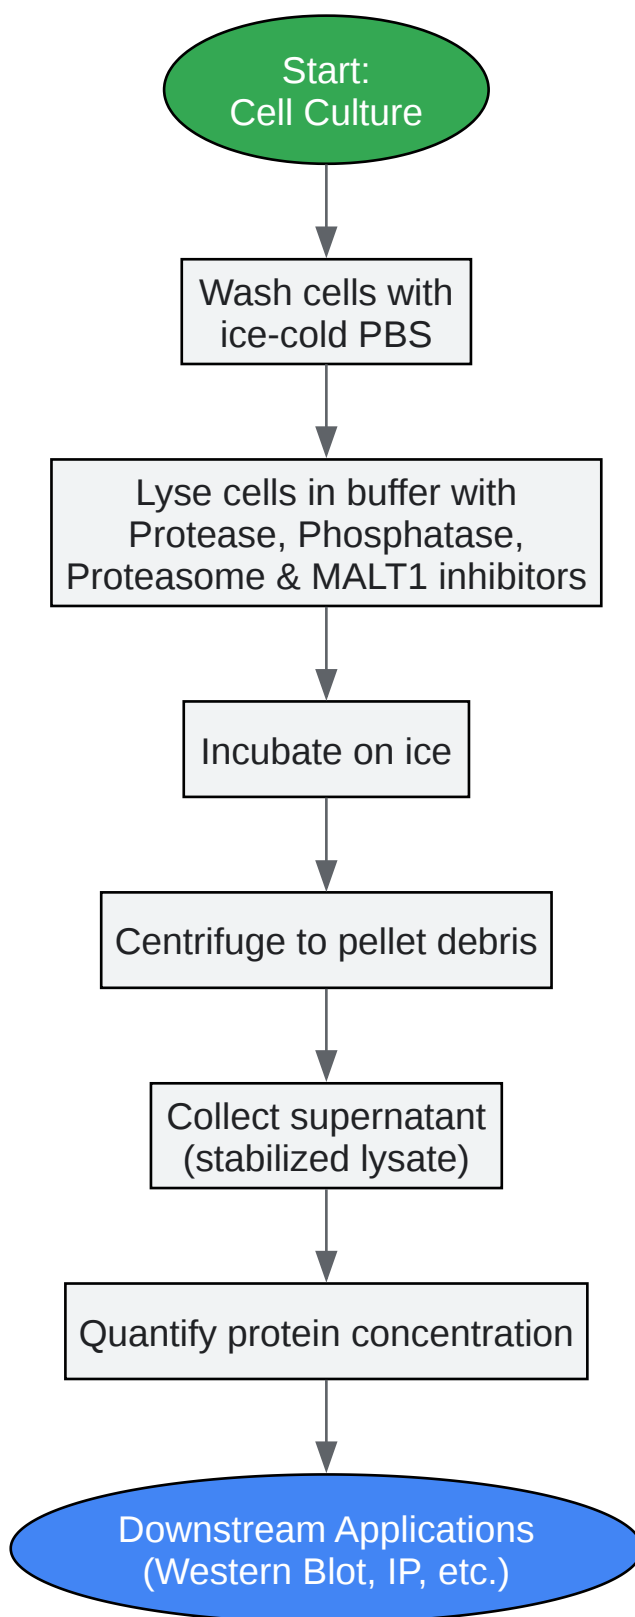 Start:
Cell Culture
Wash cells with
ice-cold PBS
Lyse cells in buffer with
Protease, Phosphatase,
Proteasome & MALT1 inhibitors
Incubate on ice
Centrifuge to pellet debris
Collect supernatant
(stabilized lysate)
Quantify protein concentration
Downstream Applications
(Western Blot, IP, etc.)